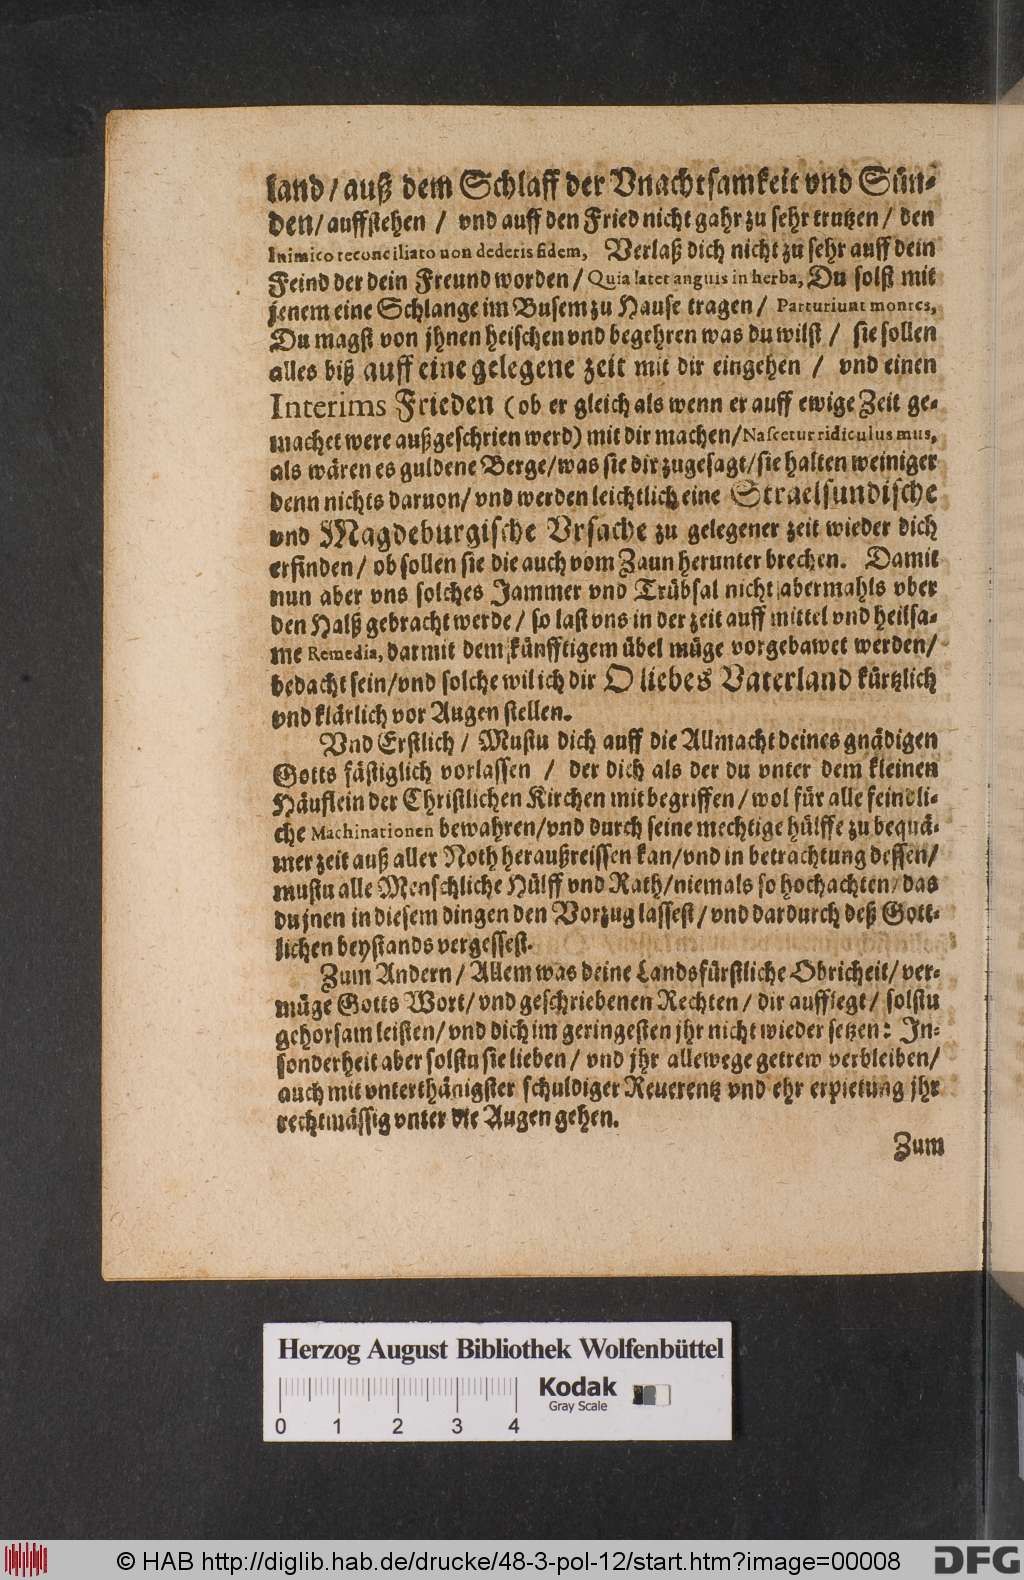 land / auß dem Schlaff der Vnachtsamkeit vnd Sün-
den / auffstehen / vnd auff den Fried nicht gahr zu sehr trutzen / den
Inimico reconciliato non dederis fidem, Verlaß dich nicht zu sehr auff dein
Feind der dein Freund worden / Quia latet anguis in herba, Du solst mit
jenem eine Schlange im Busem zu Hause tragen / Parturiunt montes,
Du magst von jhnen heischen vnd begehren was du wilst / sie sollen
alles biß auff eine gelegene zeit mit dir eingehen / vnd einen
Interims Frieden (ob er gleich als wenn er auff ewige Zeit ge-
machet were außgeschrien werd) mit dir machen / Nascetur ridiculus mus,
als wären es guldene Berge / was sie dir zugesagt / sie halten weiniger
denn nichts daruon / vnd werden leichtlich eine Straelsundische
vnd Magdeburgische Vrsache zu gelegener zeit wieder dich
erfinden / ob sollen sie die auch vom Zaun herunter brechen. Damit
nun aber vns solches Jammer vnd Trübsal nicht abermahls vber
den Halß gebracht werde / so last vns in der zeit auff mittel vnd heilsa-
me Remedia, darmit dem künfftigem übel müge vorgebawet werden /
bedacht sein / vnd solche wil ich dir O liebes Vaterland kürtzlich
vnd klärlich vor Augen stellen.
Vnd Erstlich / Mustu dich auff die Allmacht deines gnädigen
Gotts fästiglich vorlassen / der dich als der du vnter dem kleinen
Häuflein der Christlichen Kirchen mit begriffen / wol für alle feindli-
che Machinationen bewahren / vnd durch seine mechtige hülffe zu bequä-
mer zeit auß aller Noth heraußreissen kan / vnd in betrachtung dessen /
mustu alle Menschliche Hülff vnd Rath / niemals so hochachten / das
du jnen in diesem dingen den Vorzug lassest / vnd dardurch deß Gott-
lichen beystands vergessest.
Zum Andern / Allem was deine Landsfürstliche Obricheit / ver-
müge Gotts Wort / vnd geschriebenen Rechten / dir aufflegt / solstu
gehorsam leisten / vnd dich im geringesten jhr nicht wieder setzen: In-
sonderheit aber solstu sie lieben / vnd jhr allewege getrew verbleiben /
auch mit vnterthänigster schuldiger Reuerentz vnd ehr erpietung jhr
rechtmässig vnter die Augen gehen.
Zum
Herzog August Bibliothek Wolfenbüttel
Kodak
Gray Scale
0 1 2 3 4
© HAB http://diglib.hab.de/drucke/48-3-pol-12/start.htm?image=00008
DFG